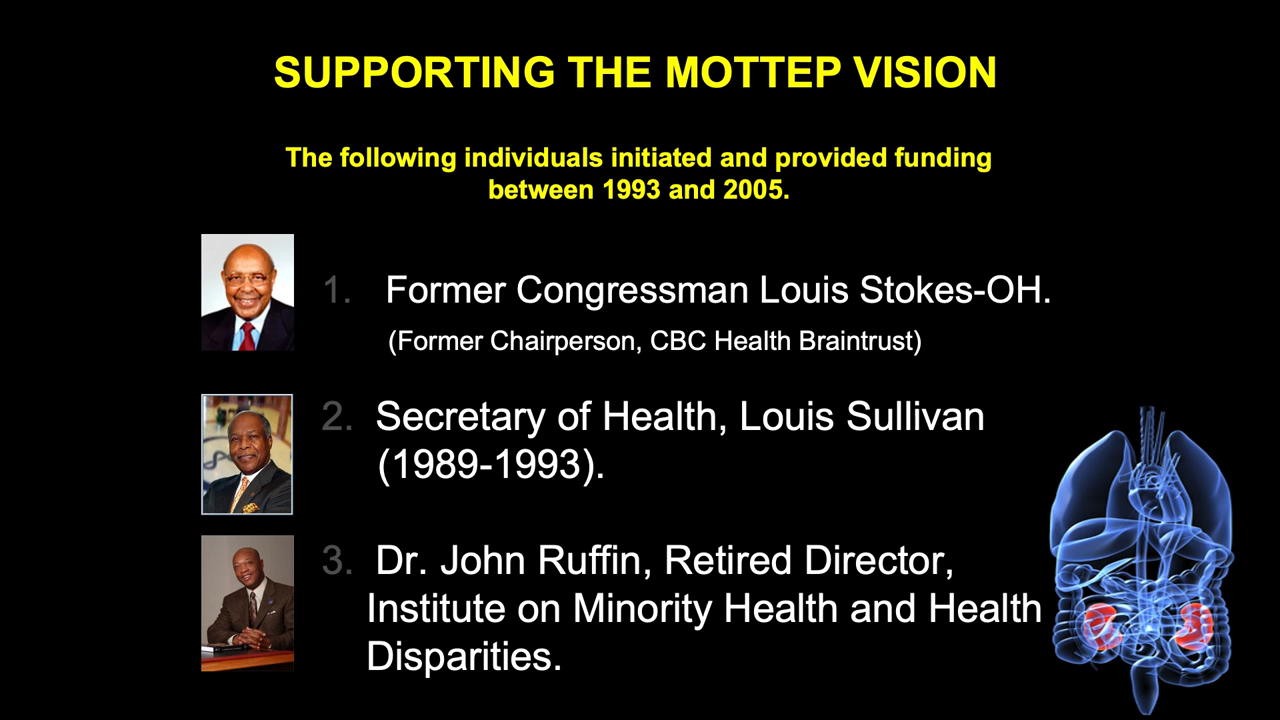 SUPPORTING THE MOTTEP VISION
The following individuals initiated and provided funding
between 1993 and 2005.
1. Former Congressman Louis Stokes-OH.
(Former Chairperson, CBC Health Braintrust)
2. Secretary of Health, Louis Sullivan
(1989-1993).
3. Dr. John Ruffin, Retired Director,
Institute on Minority Health and Health
Disparities.